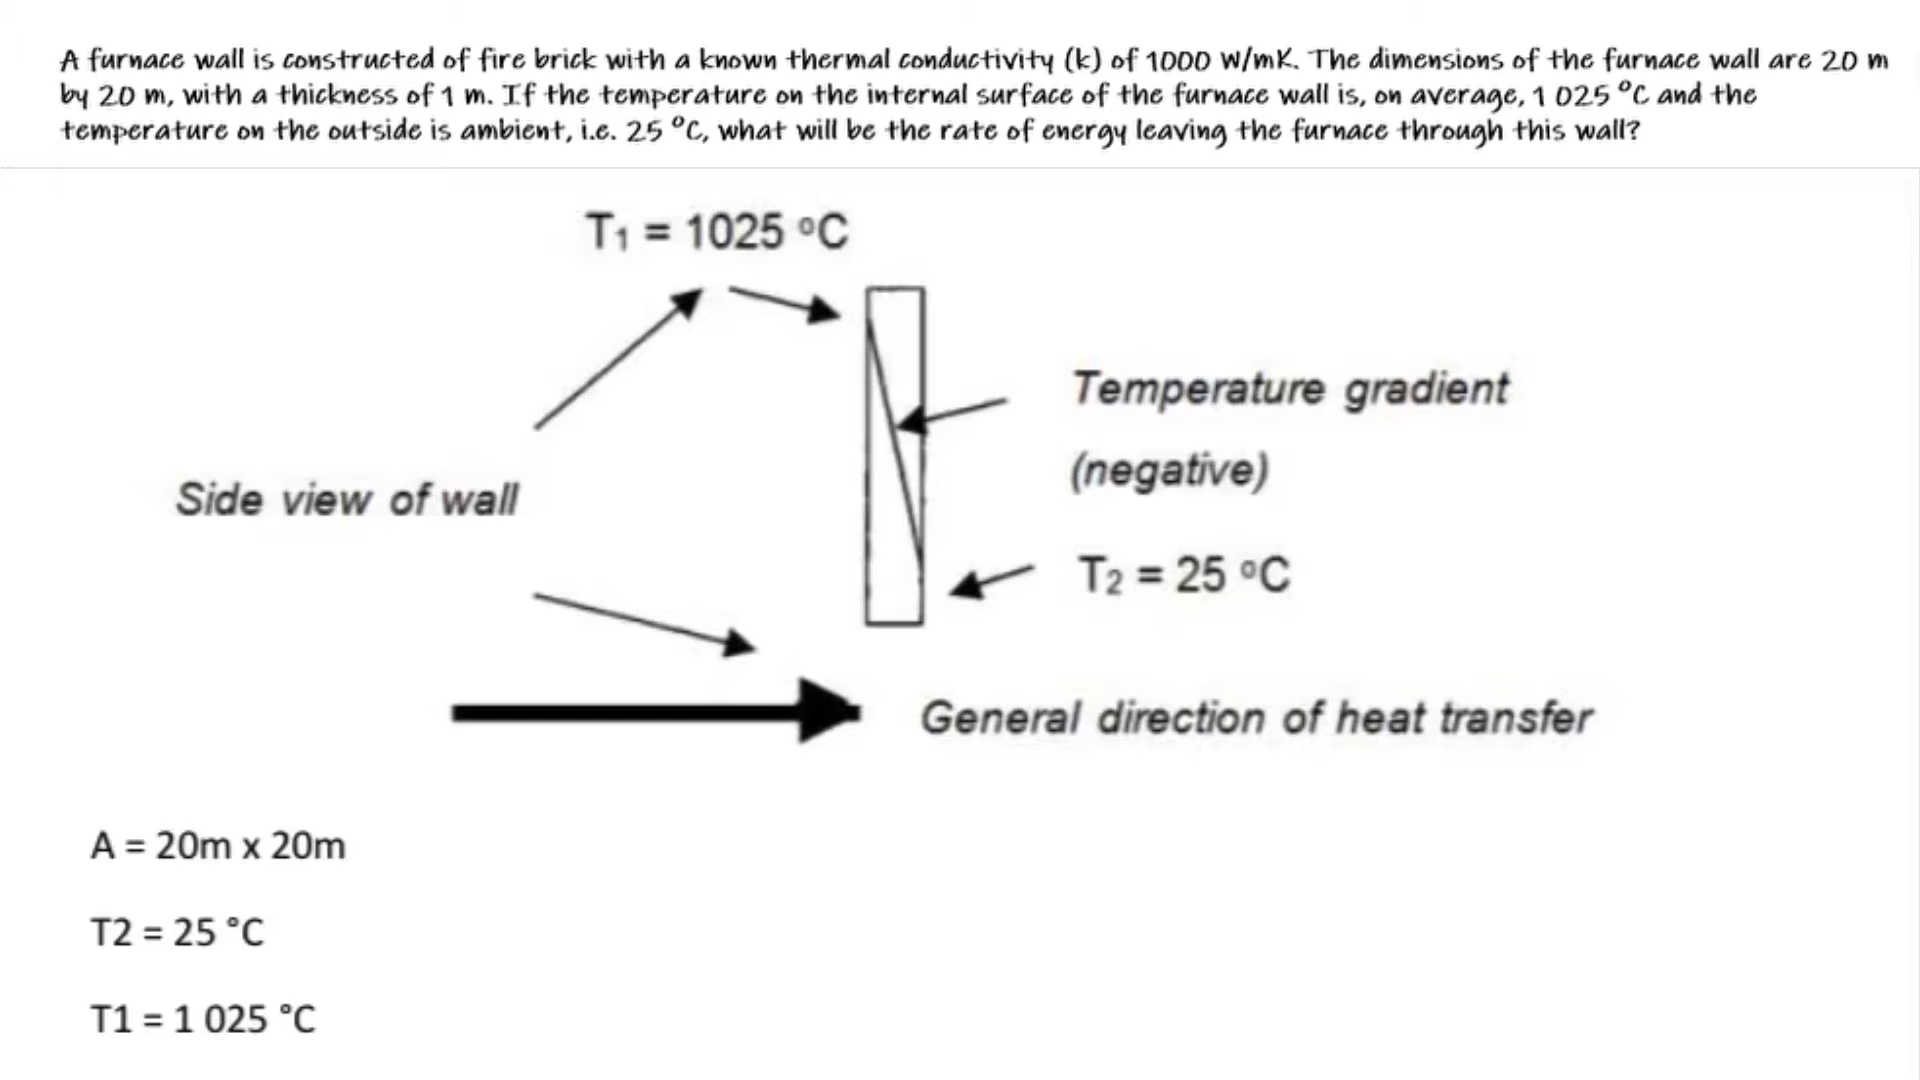 A furnace wall is constructed of fire brick with a known thermal conductivity (k) of 1000 W/mK. The dimensions of the furnace wall are 20 m
by 20 m, with a thickness of 1 m. If the temperature on the internal surface of the furnace wall is, on average, 1 025 °C and the
temperature on the outside is ambient, i.e. 25 °C, what will be the rate of energy leaving the furnace through this wall?
T₁ = 1025 °C
Temperature gradient
(negative)
Side view of wall
T₂ = 25 °C
General direction of heat transfer
A = 20m x 20m
T2 = 25 °C
T1 = 1 025 °C